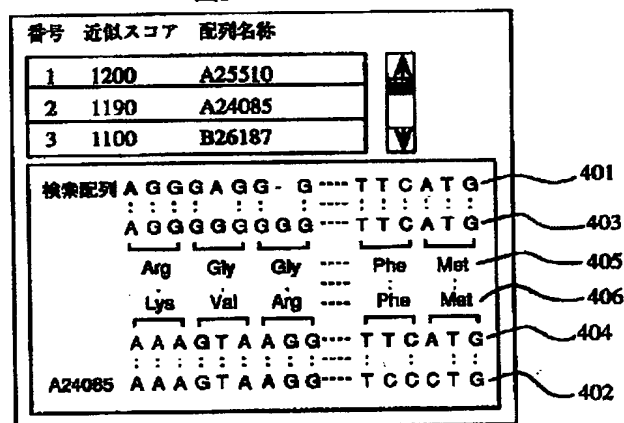 番号 近似スコア 配列名称
1 1200 A25510
2 1190 A24085
3 1100 B26187
検索配列 A G G G A G G - G ---- T T C A T G 401
A G G G G G G G G ---- T T C A T G 403
Arg Gly Gly ---- Phe Met 405
Lys Val Arg ---- Phe Met 406
A A A G T A A G G ---- T T C A T G 404
A24085 A A A G T A A G G ---- T C C C T G 402